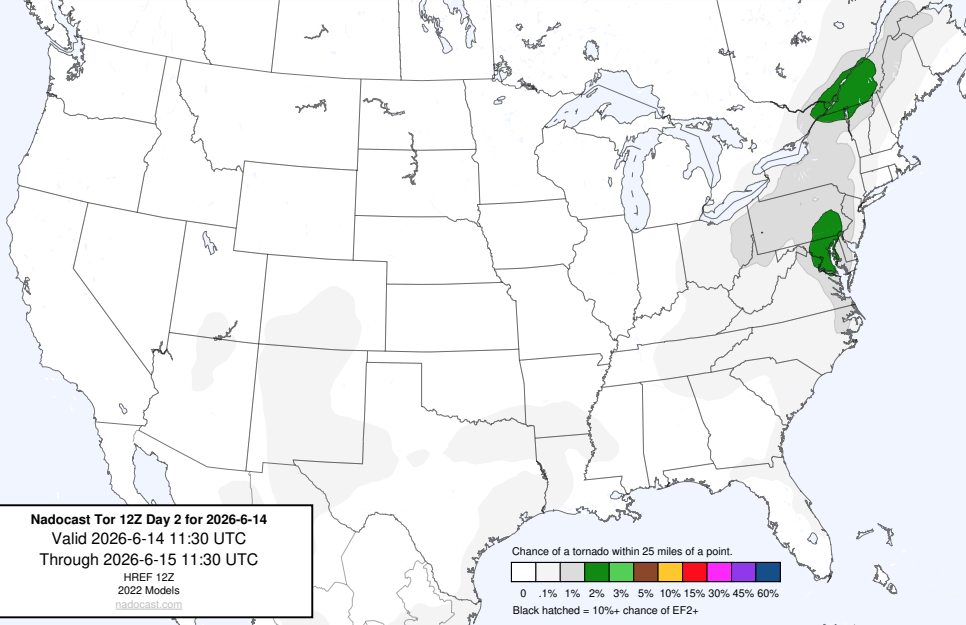 Nadocast Tor 12Z Day 2 for 2026-6-14
Valid 2026-6-14 11:30 UTC
Through 2026-6-15 11:30 UTC
HREF 12Z
2022 Models
nadocast.com
Chance of a tornado within 25 miles of a point.
0 .1% 1% 2% 3% 5% 10% 15% 30% 45% 60%
Black hatched = 10%+ chance of EF2+